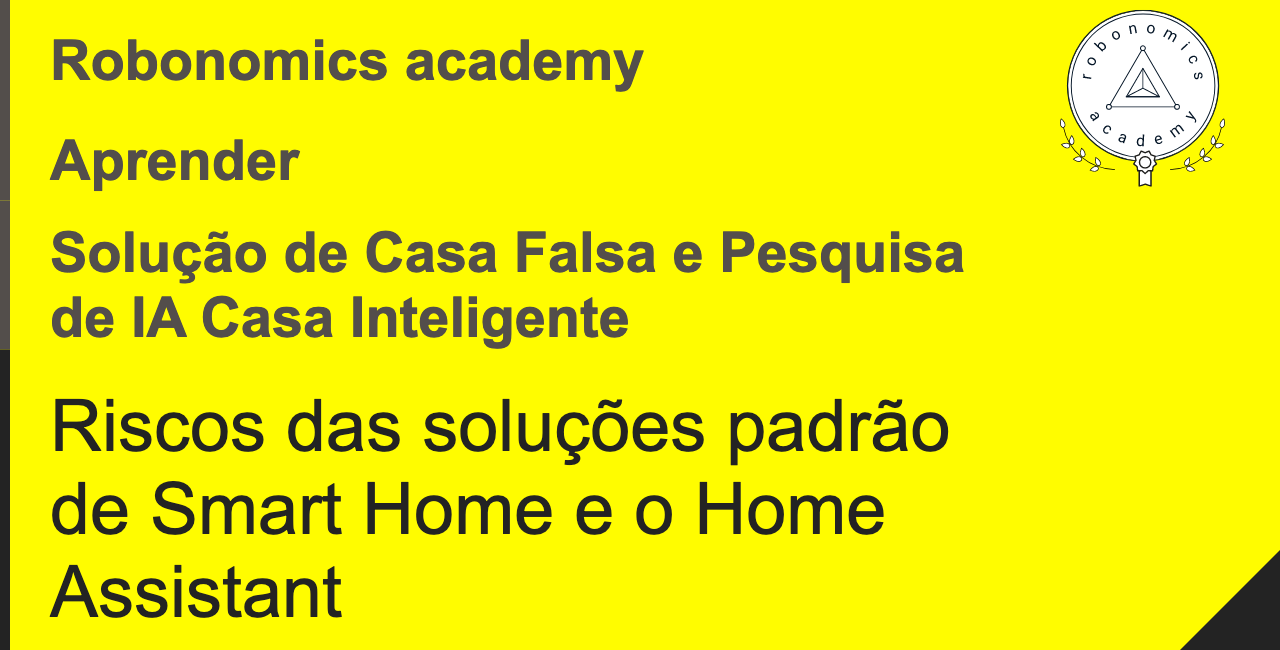 Robonomics academy
robonomics
academy
Aprender
Solução de Casa Falsa e Pesquisa
de IA Casa Inteligente
Riscos das soluções padrão
de Smart Home e o Home
Assistant